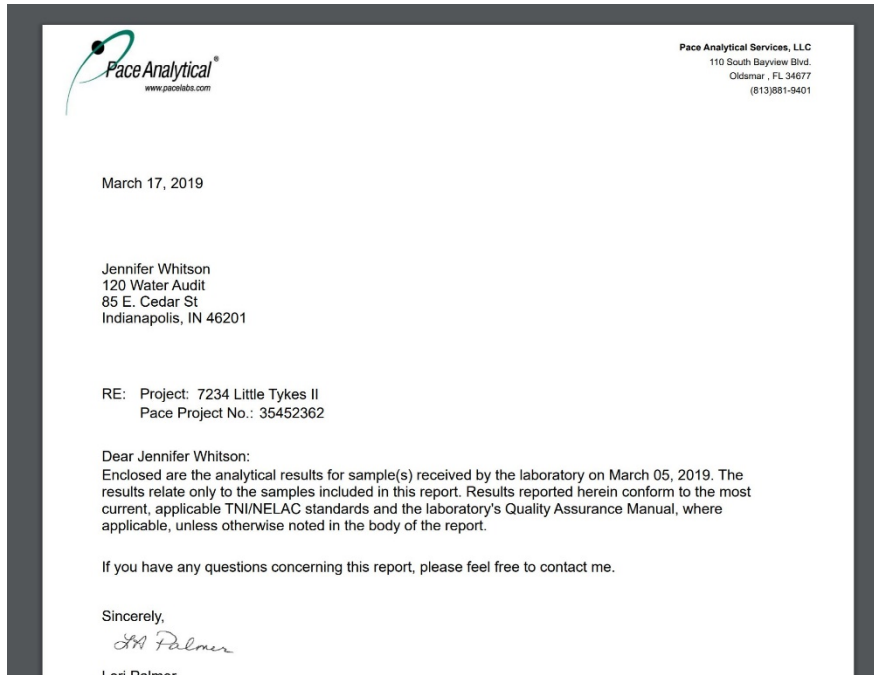 Pace Analytical®
www.pacelabs.com
Pace Analytical Services, LLC
110 South Bayview Blvd.
Oldsmar , FL 34677
(813)881-9401
March 17, 2019
Jennifer Whitson
120 Water Audit
85 E. Cedar St
Indianapolis, IN 46201
RE: Project: 7234 Little Tykes II
Pace Project No.: 35452362
Dear Jennifer Whitson:
Enclosed are the analytical results for sample(s) received by the laboratory on March 05, 2019. The
results relate only to the samples included in this report. Results reported herein conform to the most
current, applicable TNI/NELAC standards and the laboratory's Quality Assurance Manual, where
applicable, unless otherwise noted in the body of the report.
If you have any questions concerning this report, please feel free to contact me.
Sincerely,
LA Palmer
Lori Palmer